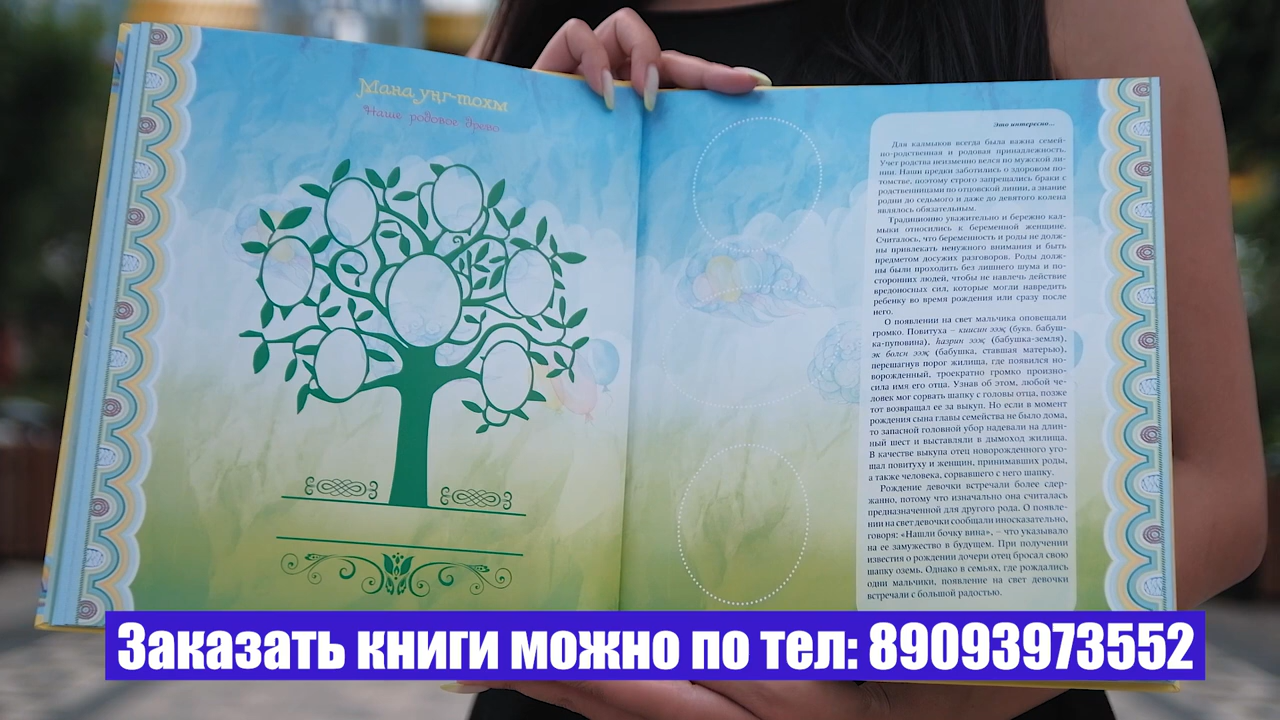 Мана уңг-тохм
Наше родовое древо
Это интересно...
Для калмыков всегда была важна семей-
но-родственная и родовая принадлежность.
Учет родства неизменно велся по мужской ли-
нии. Наши предки заботились о здоровом по-
томстве, поэтому строго запрещались браки с
родственницами по отцовской линии, а знание
родни до седьмого и даже до девятого колена
являлось обязательным.
Традиционно уважительно и бережно кал-
мыки относились к беременной женщине.
Считалось, что беременность и роды не долж-
ны привлекать ненужного внимания и быть
предметом досужих разговоров. Роды долж-
ны были проходить без лишнего шума и по-
сторонних людей, чтобы не навлечь действие
вредоносных сил, которые могли навредить
ребенку во время рождения или сразу после
него.
О появлении на свет мальчика оповещали
громко. Повитуха – киисин ээҗ (букв. бабуш-
ка-пуповина), һазрин ээҗ (бабушка-земля),
эк болсн ээҗ (бабушка, ставшая матерью),
перешагнув порог жилища, где появился но-
ворожденный, троекратно громко произно-
сила имя его отца. Узнав об этом, любой че-
ловек мог сорвать шапку с головы отца, позже
тот возвращал ее за выкуп. Но если в момент
рождения сына главы семейства не было дома,
то запасной головной убор надевали на длин-
ный шест и выставляли в дымоход жилища.
В качестве выкупа отец новорожденного уго-
щал повитуху и женщин, принимавших роды,
а также человека, сорвавшего с него шапку.
Рождение девочки встречали более сдер-
жанно, потому что изначально она считалась
предназначенной для другого рода. О появле-
нии на свет девочки сообщали иносказательно,
говоря: «Нашли бочку вина», – что указывало
на ее замужество в будущем. При получении
известия о рождении дочери отец бросал свою
шапку оземь. Однако в семьях, где рождались
одни мальчики, появление на свет девочки
встречали с большой радостью.
Заказать книги можно по тел: 89093973552